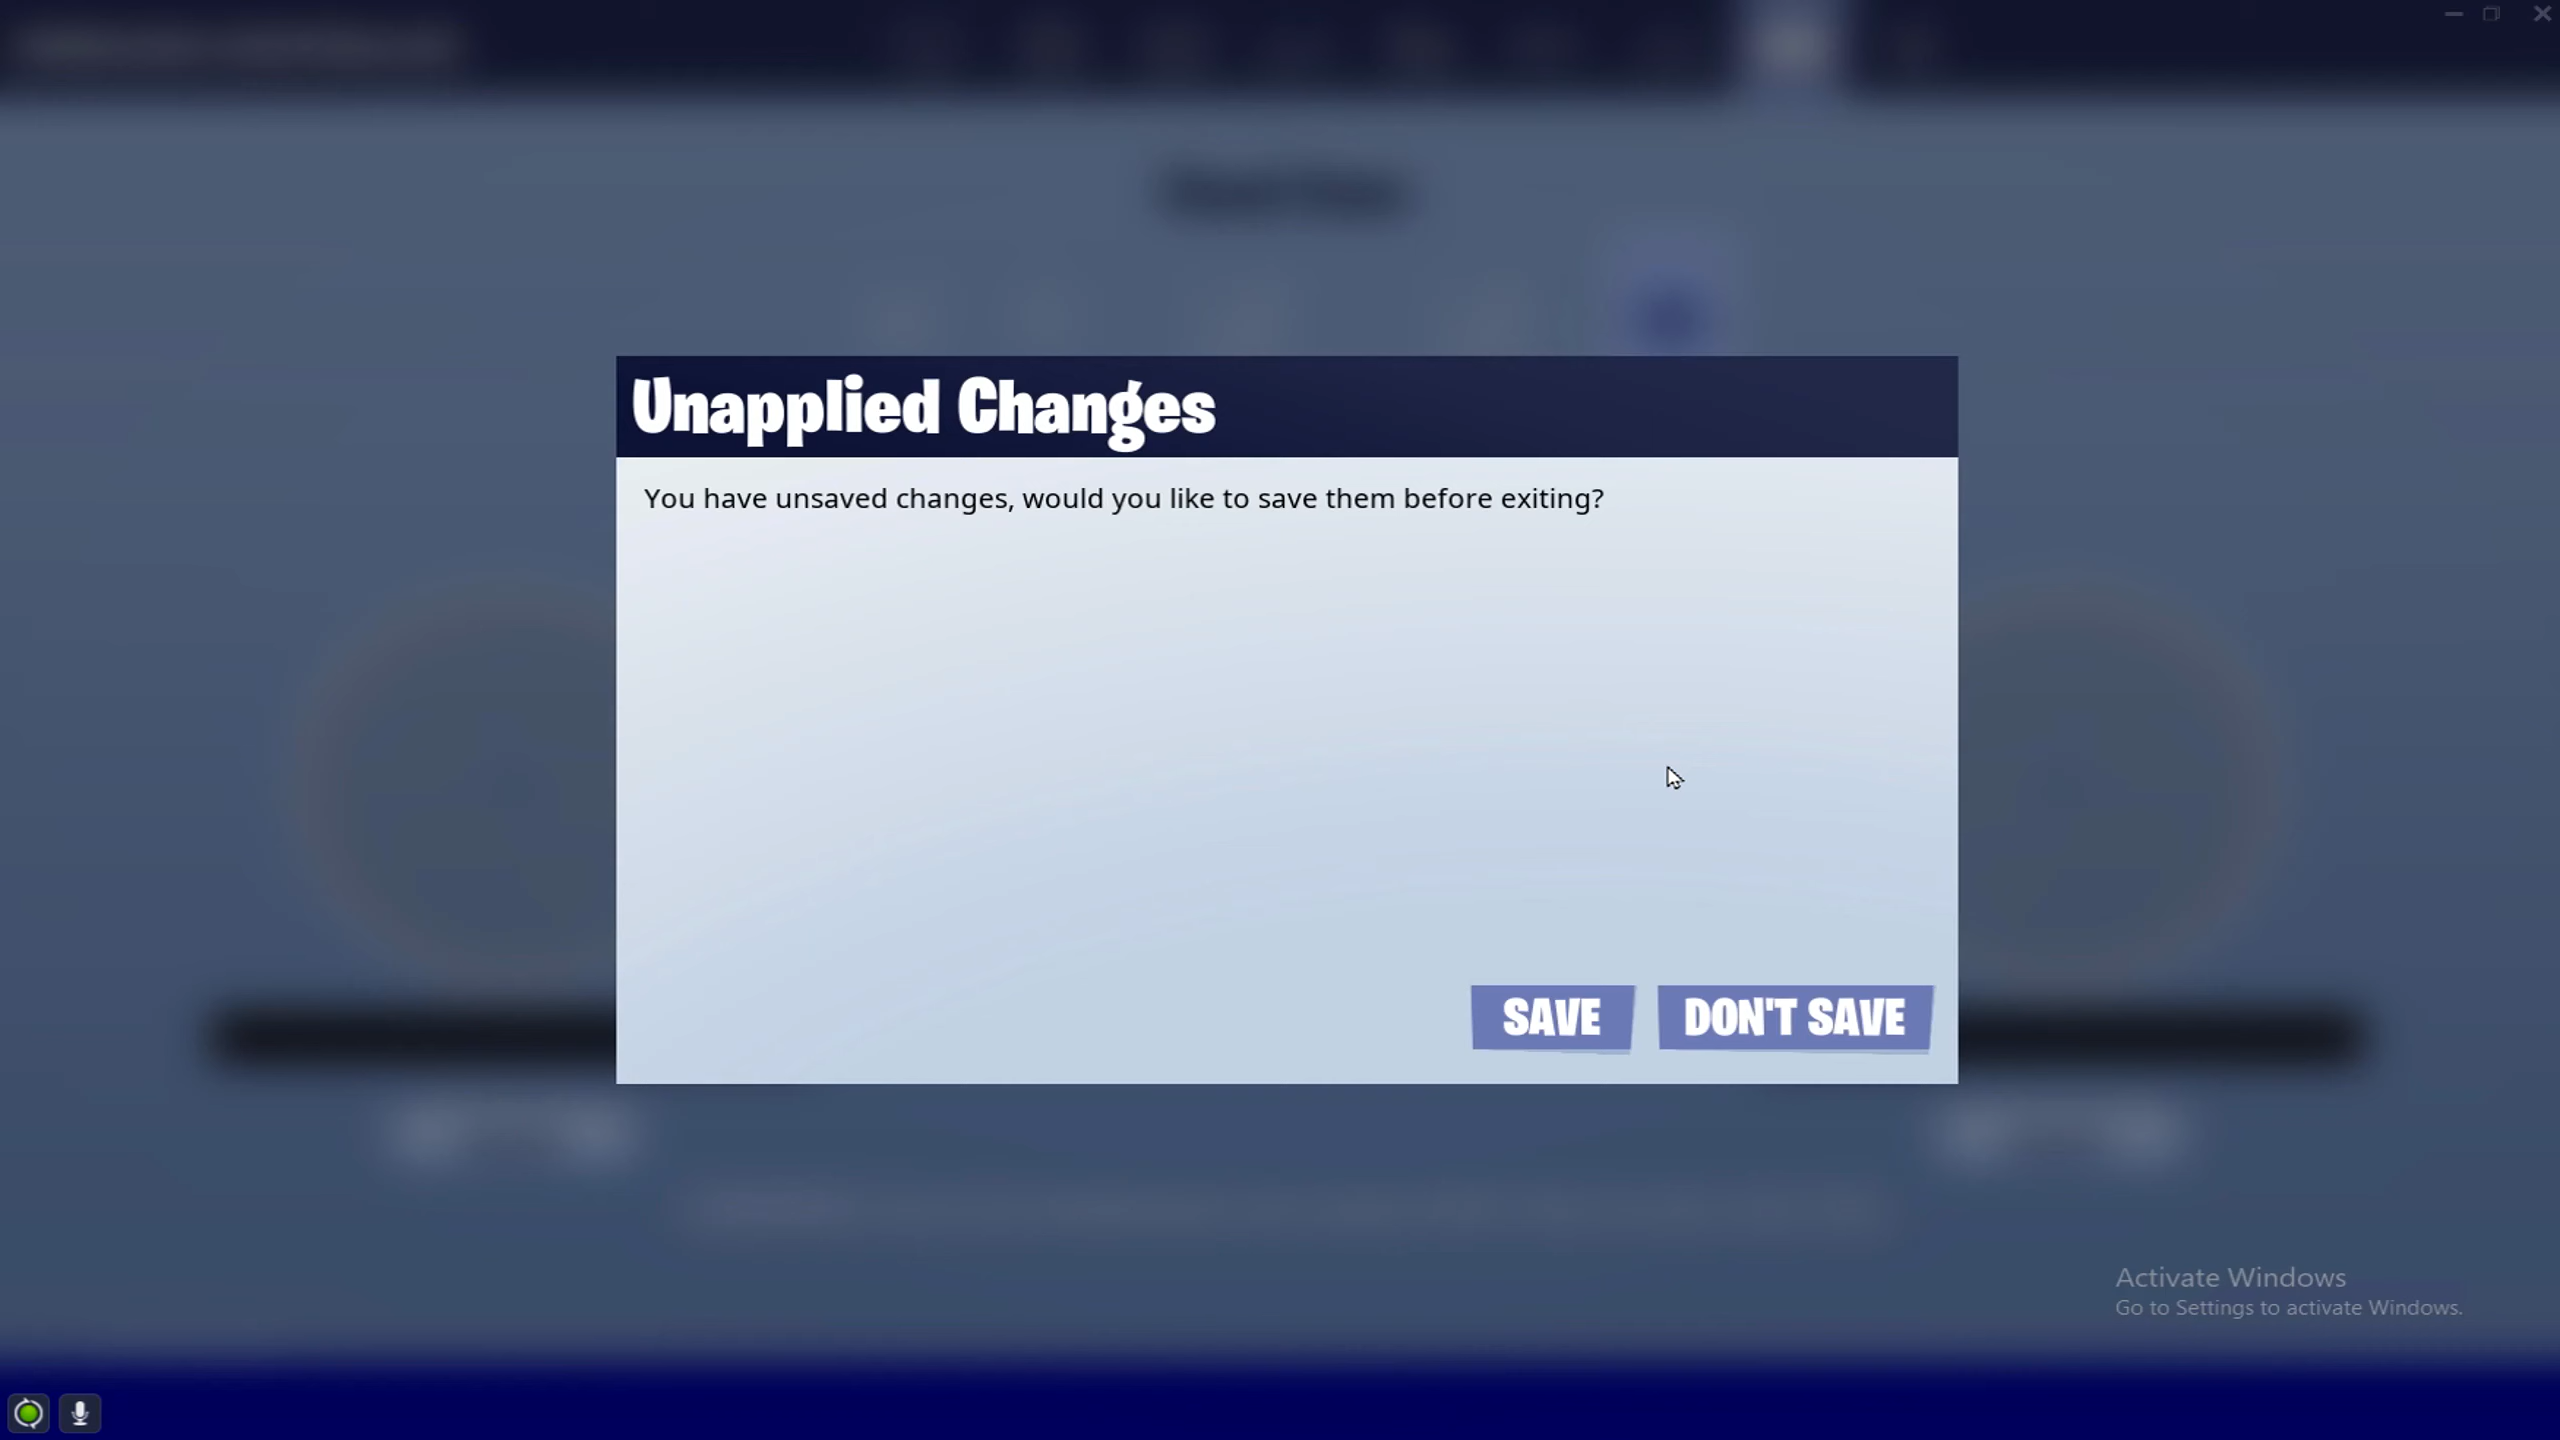 Unapplied Changes
You have unsaved changes, would you like to save them before exiting?
SAVE
DON'T SAVE
Activate Windows
Go to Settings to activate Windows.